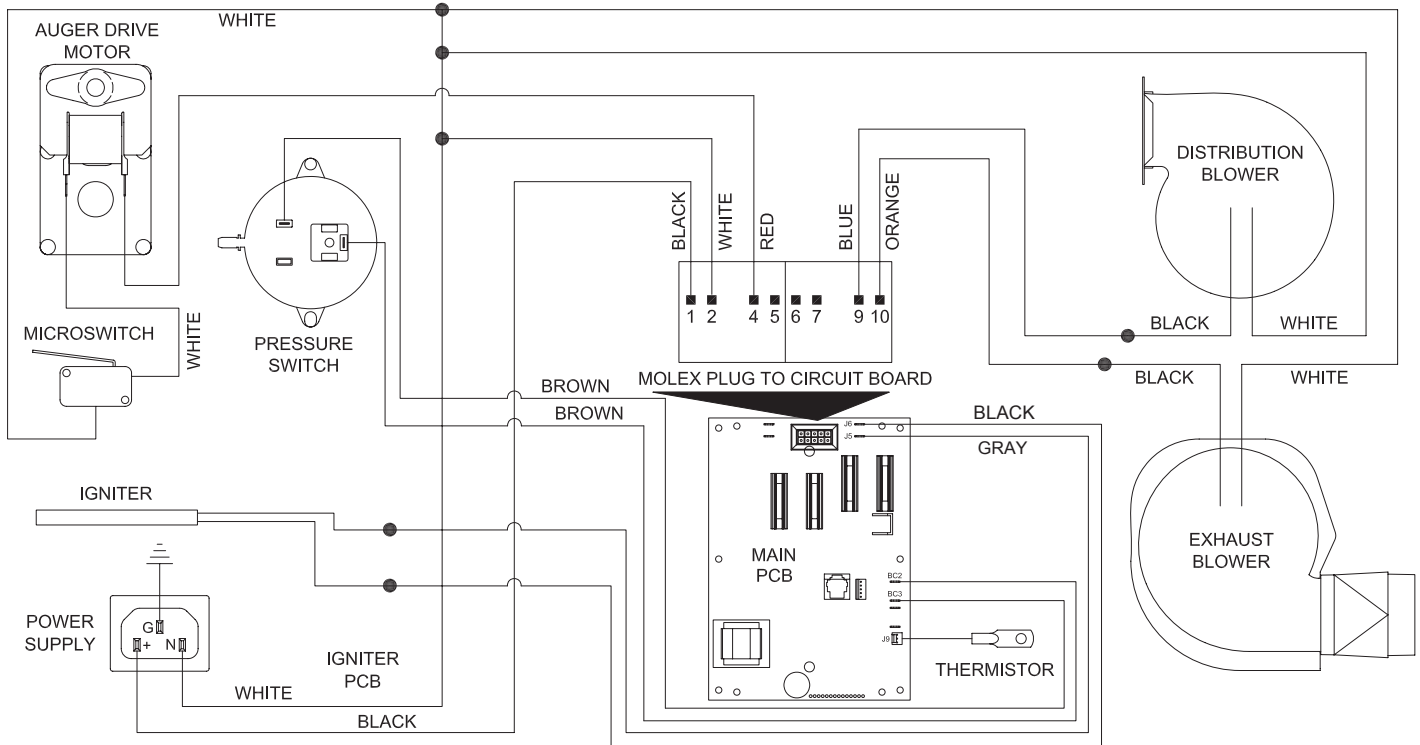 WHITE
AUGER DRIVE
MOTOR
BLACK
WHITE
RED
BLUE
ORANGE
DISTRIBUTION
BLOWER
1 2 4 5 6 7 9 10
MICROSWITCH
WHITE
PRESSURE
SWITCH
BLACK
WHITE
MOLEX PLUG TO CIRCUIT BOARD
BROWN
BROWN
BLACK
WHITE
J6
BLACK
J5
GRAY
IGNITER
MAIN
PCB
EXHAUST
BLOWER
BC2
BC3
POWER
SUPPLY
G
+ N
J9
THERMISTOR
IGNITER
PCB
WHITE
BLACK